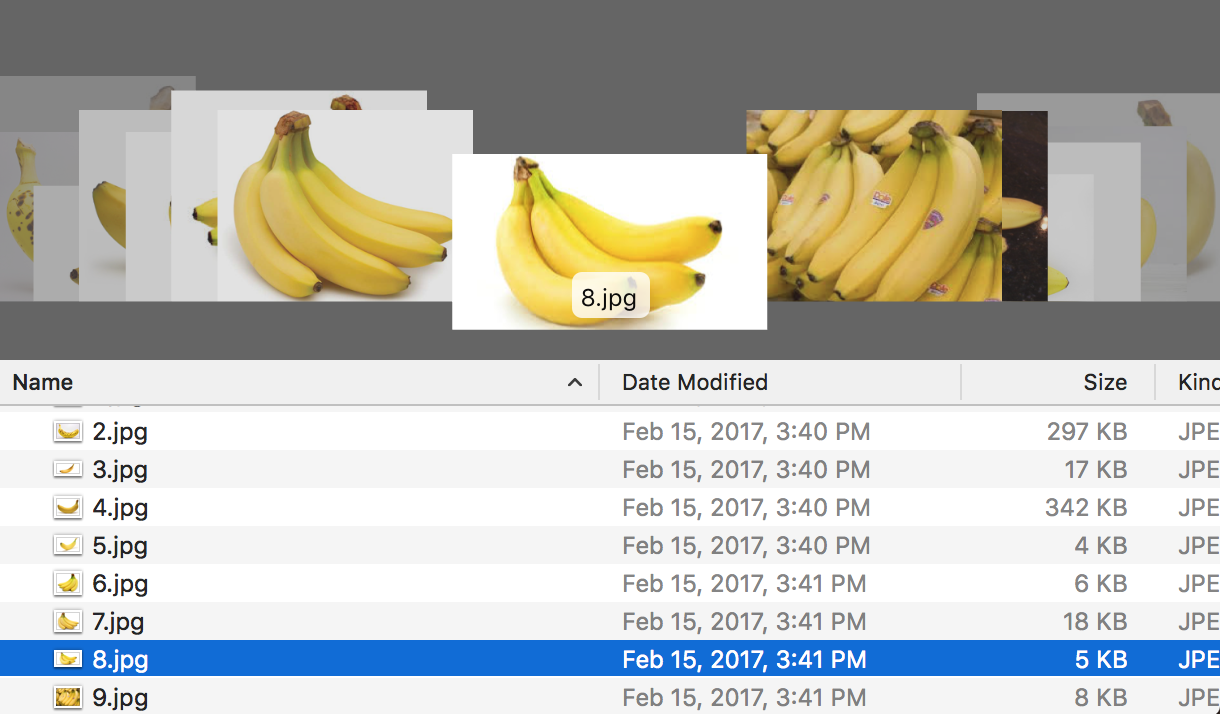 8.jpg
Name Date Modified Size Kind
2.jpg Feb 15, 2017, 3:40 PM 297 KB JPE
3.jpg Feb 15, 2017, 3:40 PM 17 KB JPE
4.jpg Feb 15, 2017, 3:40 PM 342 KB JPE
5.jpg Feb 15, 2017, 3:40 PM 4 KB JPE
6.jpg Feb 15, 2017, 3:41 PM 6 KB JPE
7.jpg Feb 15, 2017, 3:41 PM 18 KB JPE
8.jpg Feb 15, 2017, 3:41 PM 5 KB JPE
9.jpg Feb 15, 2017, 3:41 PM 8 KB JPE